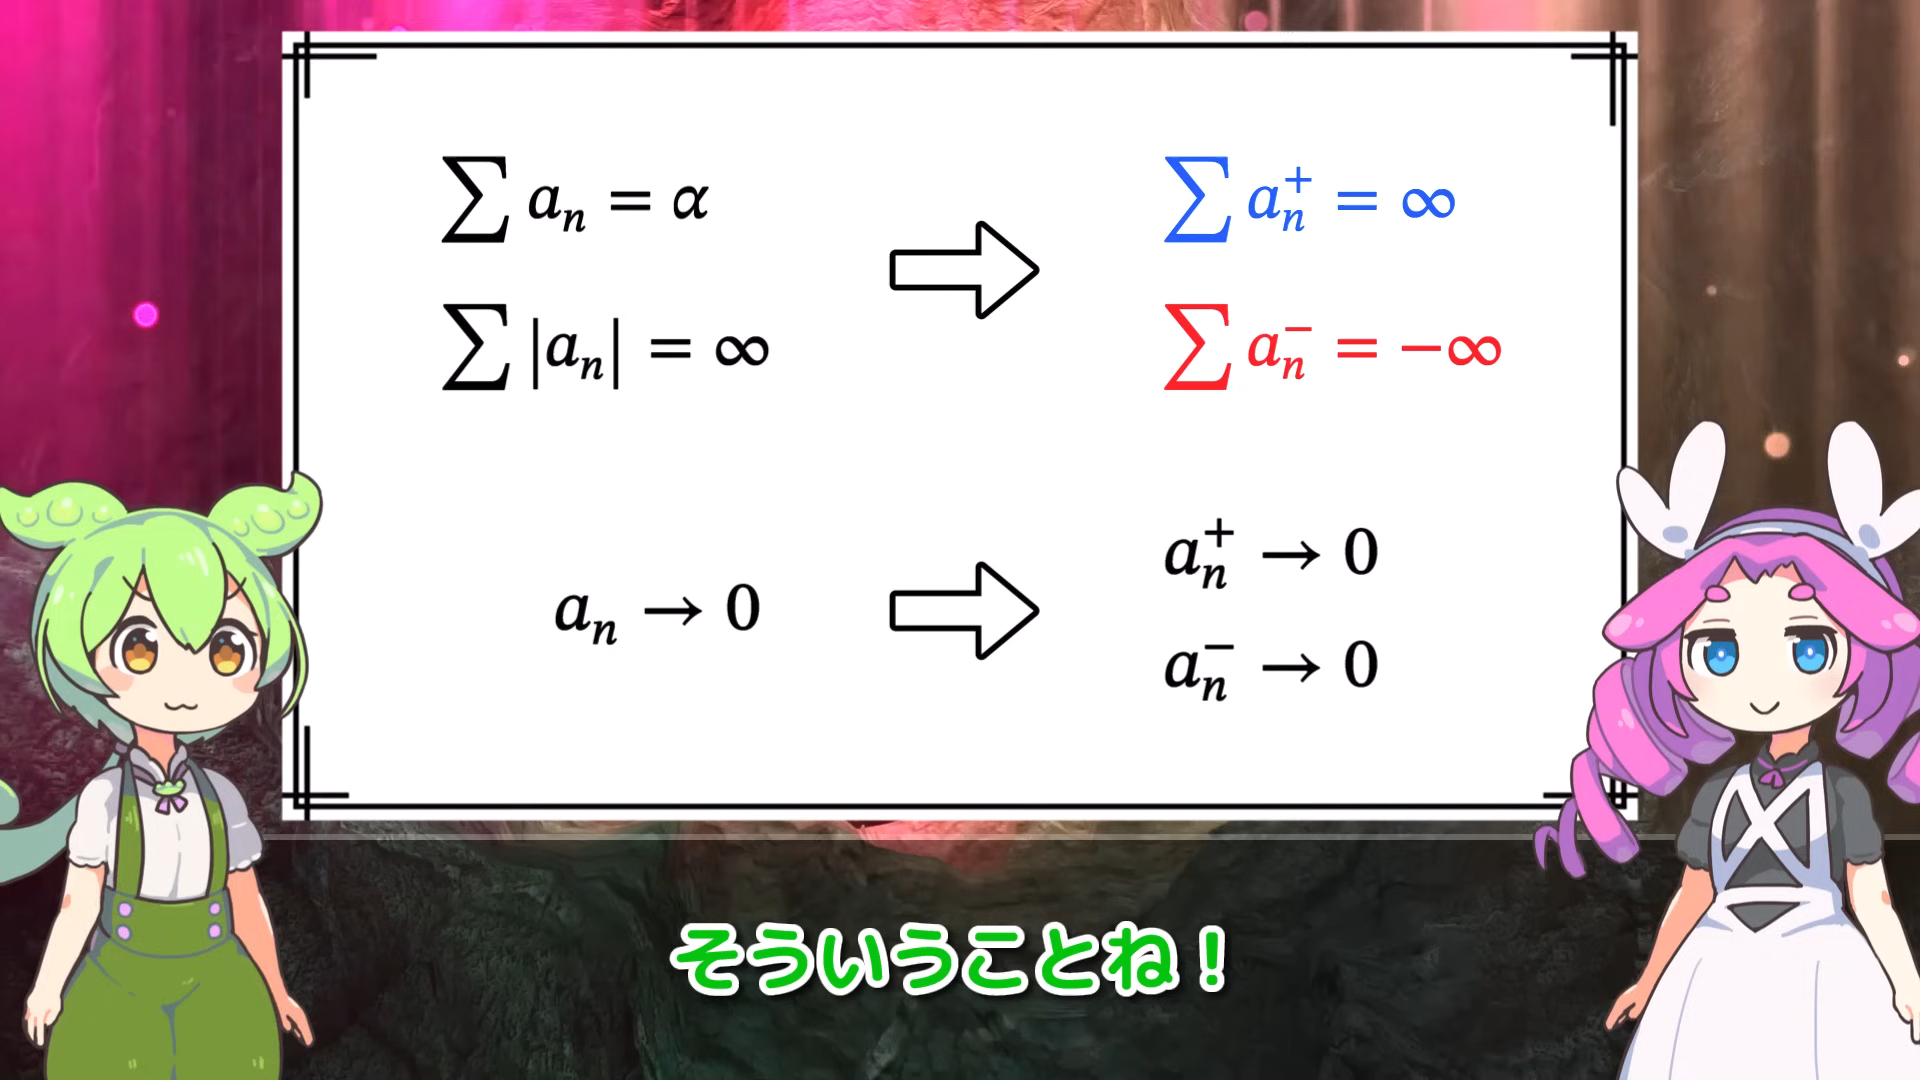 ∑ aₙ = α
∑ |aₙ| = ∞
∑ aₙ⁺ = ∞
∑ aₙ⁻ = −∞
aₙ → 0
aₙ⁺ → 0
aₙ⁻ → 0
そういうことね！